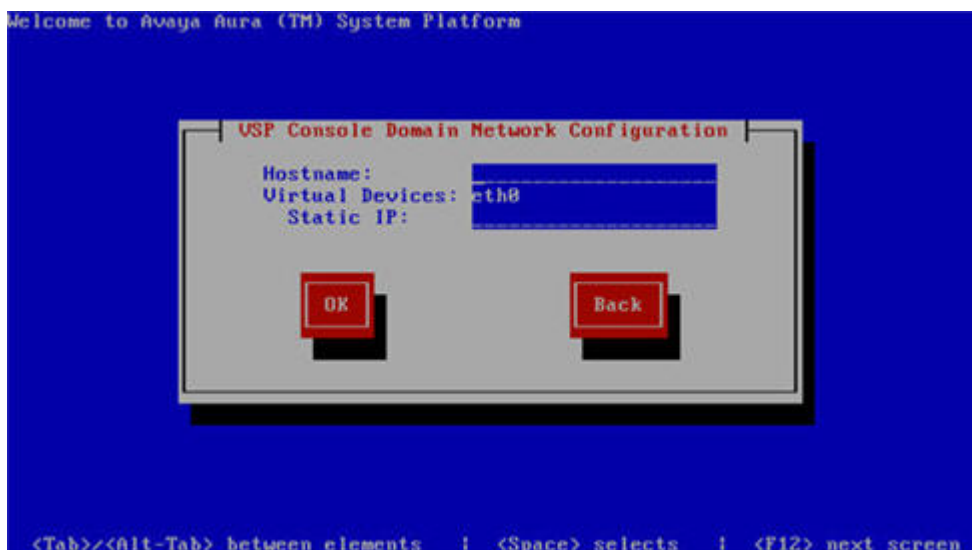 Welcome to Avaya Aura (TM) System Platform
VSP Console Domain Network Configuration
Hostname:
Virtual Devices: eth0
Static IP:
OK
Back
<Tab>/<Alt-Tab> between elements | <Space> selects | <F12> next screen